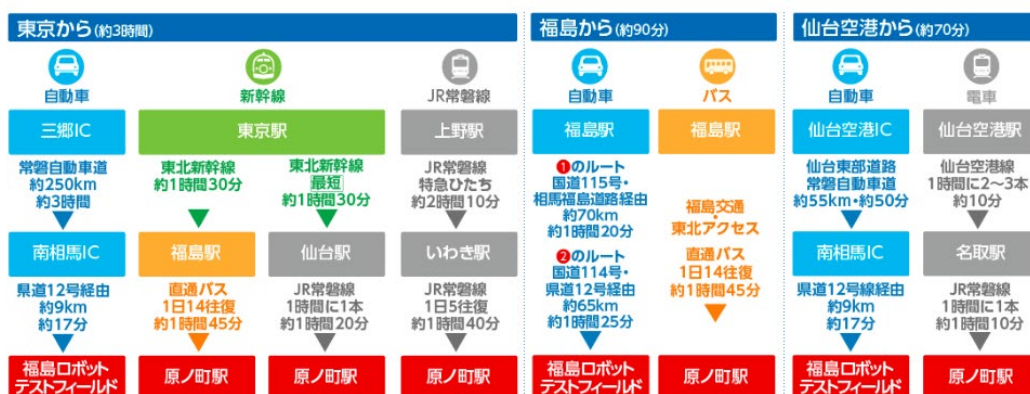 東京から(約3時間)
自動車
新幹線
JR常磐線
三郷IC
東京駅
上野駅
常磐自動車道
約250km
約3時間
東北新幹線
約1時間30分
東北新幹線
最短
約1時間30分
JR常磐線
特急ひたち
約2時間10分
南相馬IC
福島駅
仙台駅
いわき駅
県道12号経由
約9km
約17分
直通バス
1日14往復
約1時間45分
JR常磐線
1時間に1本
約1時間20分
JR常磐線
1日5往復
約1時間40分
福島ロボット
テストフィールド
原ノ町駅
原ノ町駅
原ノ町駅
福島から(約90分)
自動車
バス
福島駅
福島駅
1のルート
国道115号・
相馬福島道路経由
約70km
約1時間20分
2のルート
国道114号・
県道12号経由
約65km
約1時間25分
福島交通
・
東北アクセス
直通バス
1日14往復
約1時間45分
福島ロボット
テストフィールド
原ノ町駅
仙台空港から(約70分)
自動車
電車
仙台空港IC
仙台空港駅
仙台東部道路
常磐自動車道
約55km・約50分
仙台空港線
1時間に2〜3本
約10分
南相馬IC
名取駅
県道12号線経由
約9km
約17分
JR常磐線
1時間に1本
約1時間10分
福島ロボット
テストフィールド
原ノ町駅